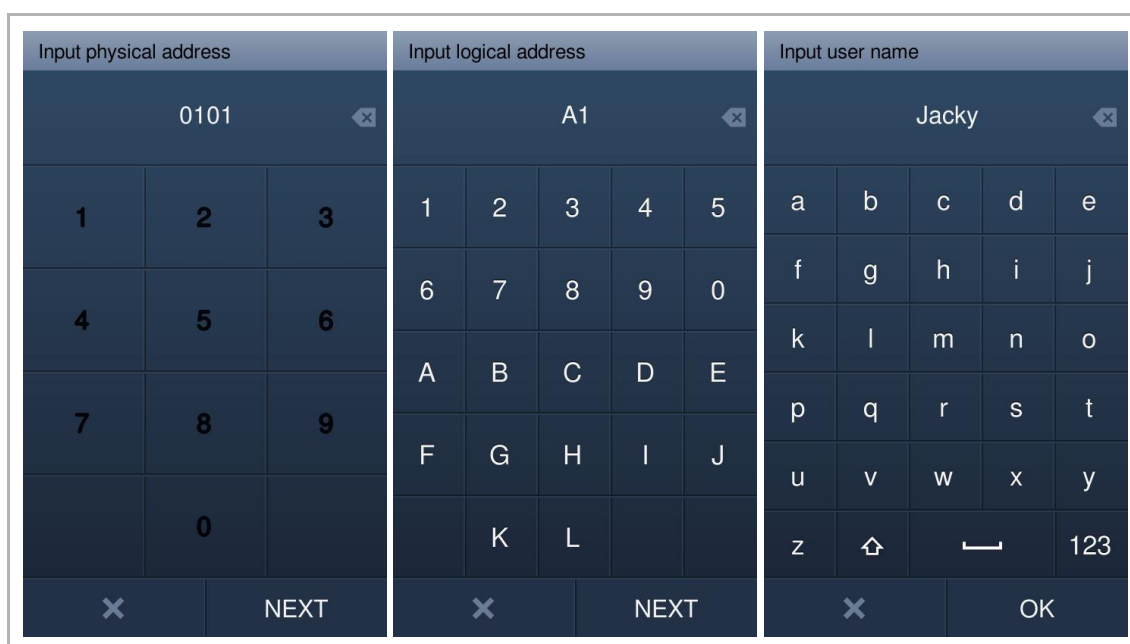 Input physical address
0101
1 2 3
4 5 6
7 8 9
0
NEXT
Input logical address
A1
1 2 3 4 5
6 7 8 9 0
A B C D E
F G H I J
K L
NEXT
Input user name
Jacky
a b c d e
f g h i j
k l m n o
p q r s t
u v w x y
z 123
OK